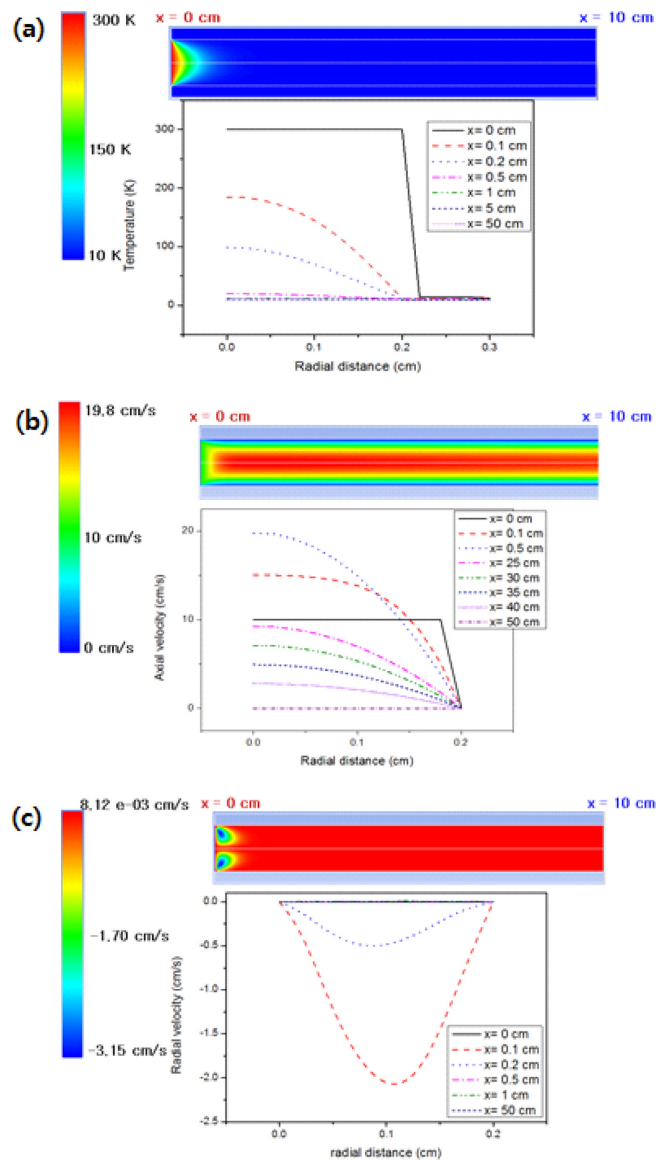 (a)
x = 0 cm
x = 10 cm
300 K
150 K
10 K
Temperature (K)
300
200
100
0
x= 0 cm
x= 0.1 cm
x= 0.2 cm
x= 0.5 cm
x= 1 cm
x= 5 cm
x= 50 cm
0.0
0.1
0.2
0.3
Radial distance (cm)
(b)
x = 0 cm
x = 10 cm
19,8 cm/s
10 cm/s
0 cm/s
Axial velocity (cm/s)
20
10
0
x= 0 cm
x= 0.1 cm
x= 0.5 cm
x= 25 cm
x= 30 cm
x= 35 cm
x= 40 cm
x= 50 cm
0.0
0.1
0.2
Radial distance (cm)
(c)
8,12 e-03 cm/s
x = 0 cm
x = 10 cm
-1.70 cm/s
-3.15 cm/s
Radial velocity (cm/s)
0.0
-0.5
-1.0
-1.5
-2.0
-2.5
x= 0 cm
x= 0.1 cm
x= 0.2 cm
x= 0.5 cm
x= 1 cm
x= 50 cm
0.0
0.1
0.2
radial distance (cm)